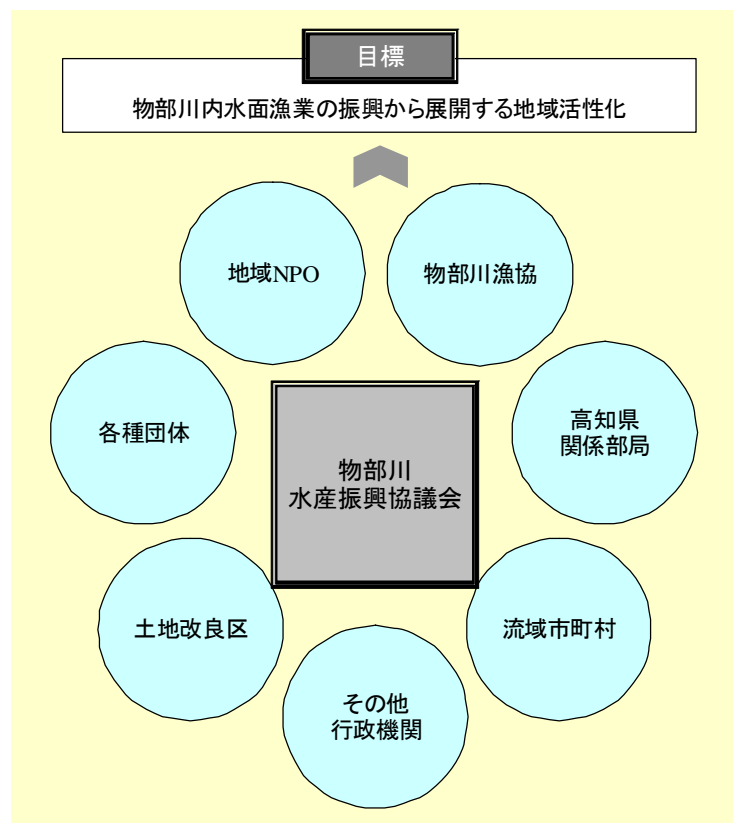 目標
物部川内水面漁業の振興から展開する地域活性化
地域NPO
物部川漁協
各種団体
高知県
関係部局
物部川
水産振興協議会
土地改良区
流域市町村
その他
行政機関